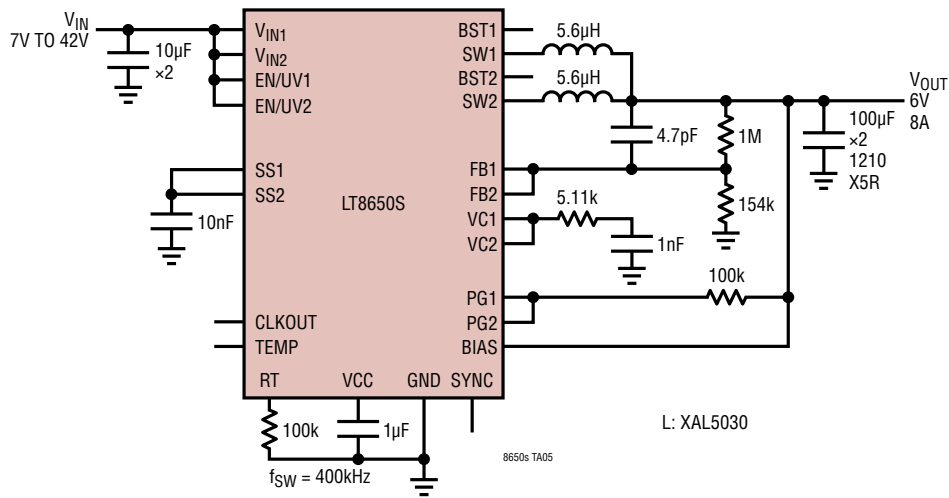 VIN
7V TO 42V
10µF
×2
VIN1
VIN2
EN/UV1
EN/UV2
SS1
SS2
10nF
CLKOUT
TEMP
LT8650S
BST1
SW1
BST2
SW2
FB1
FB2
VC1
VC2
PG1
PG2
BIAS
RT
VCC
GND
SYNC
5.6µH
5.6µH
4.7pF
1M
154k
5.11k
1nF
100k
VOUT
6V
8A
100µF
×2
1210
X5R
100k
1µF
fSW = 400kHz
L: XAL5030
8650s TA05